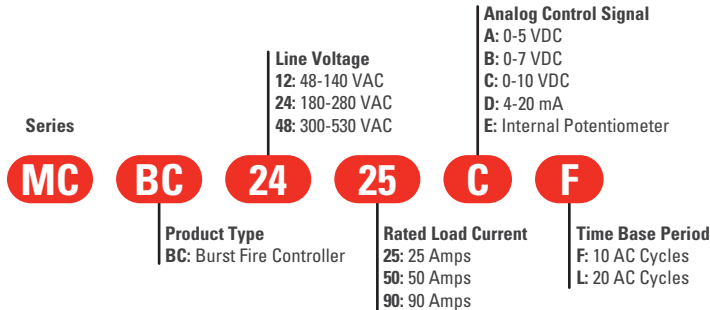 Analog Control Signal
A: 0-5 VDC
B: 0-7 VDC
C: 0-10 VDC
D: 4-20 mA
E: Internal Potentiometer
Line Voltage
12: 48-140 VAC
24: 180-280 VAC
48: 300-530 VAC
Series
MC BC 24 25 C F
Product Type
BC: Burst Fire Controller
Rated Load Current
25: 25 Amps
50: 50 Amps
90: 90 Amps
Time Base Period
F: 10 AC Cycles
L: 20 AC Cycles